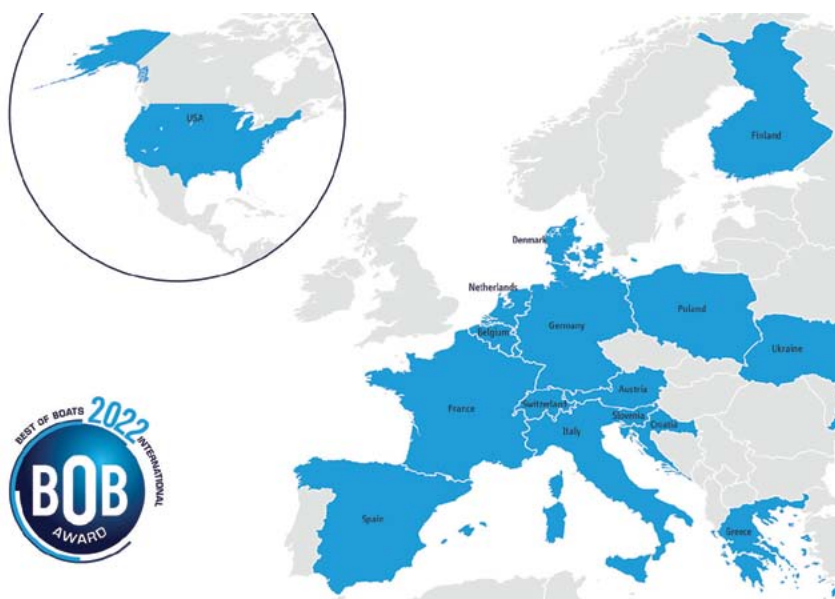 USA
Finland
Denmark
Netherlands
Belgium
Germany
Poland
Ukraine
France
Switzerland
Austria
Slovenia
Croatia
Italy
Spain
Greece
BEST OF BOATS 2022 INTERNATIONAL
BOB
AWARD